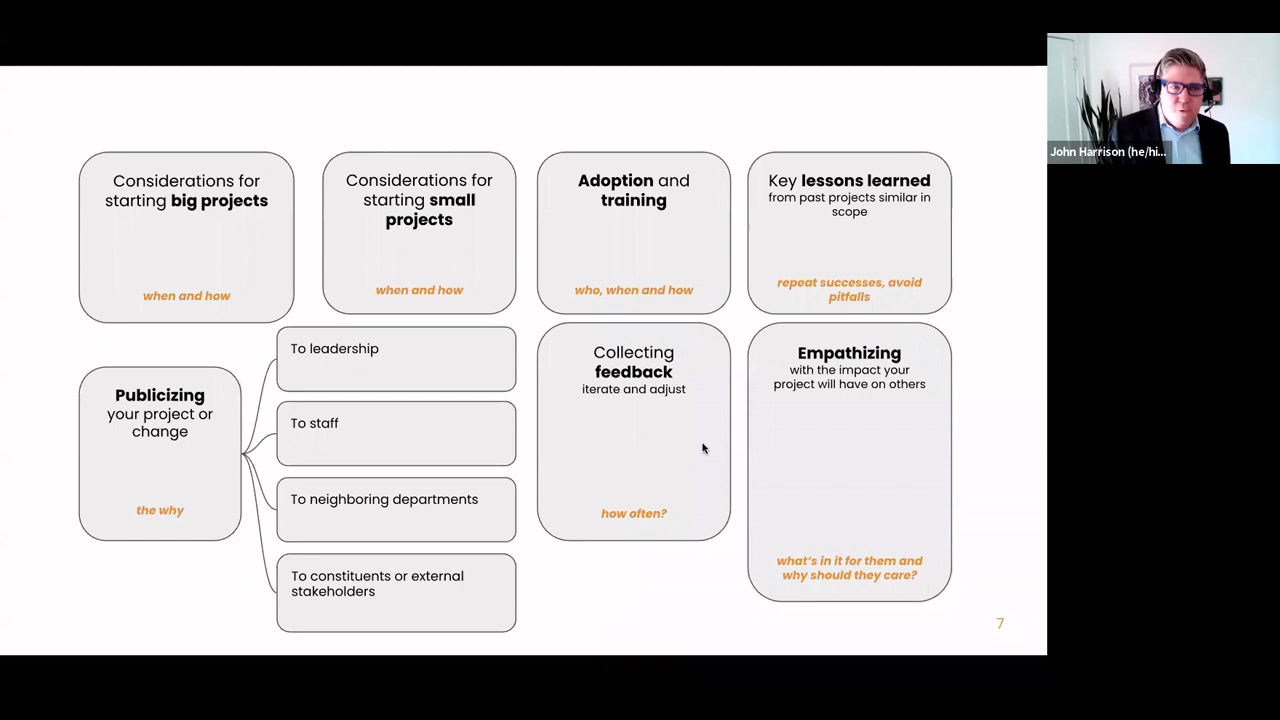 Considerations for
starting big projects
when and how
Considerations for
starting small
projects
when and how
Adoption and
training
who, when and how
Key lessons learned
from past projects similar in
scope
repeat successes, avoid
pitfalls
Publicizing
your project or
change
the why
To leadership
To staff
To neighboring departments
To constituents or external
stakeholders
Collecting
feedback
iterate and adjust
how often?
Empathizing
with the impact your
project will have on others
what's in it for them and
why should they care?
7
John Harrison (he/hi...